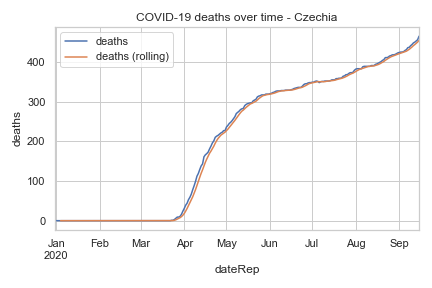 COVID-19 deaths over time - Czechia
deaths
deaths (rolling)
deaths
400
300
200
100
0
Jan Feb Mar Apr May Jun Jul Aug Sep
2020
dateRep